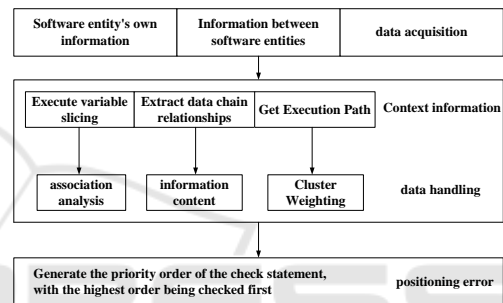 Software entity's own
information
Information between
software entities
data acquisition
Execute variable
slicing
Extract data chain
relationships
Get Execution Path
Context information
association
analysis
information
content
Cluster
Weighting
data handling
Generate the priority order of the check statement,
with the highest order being checked first
positioning error